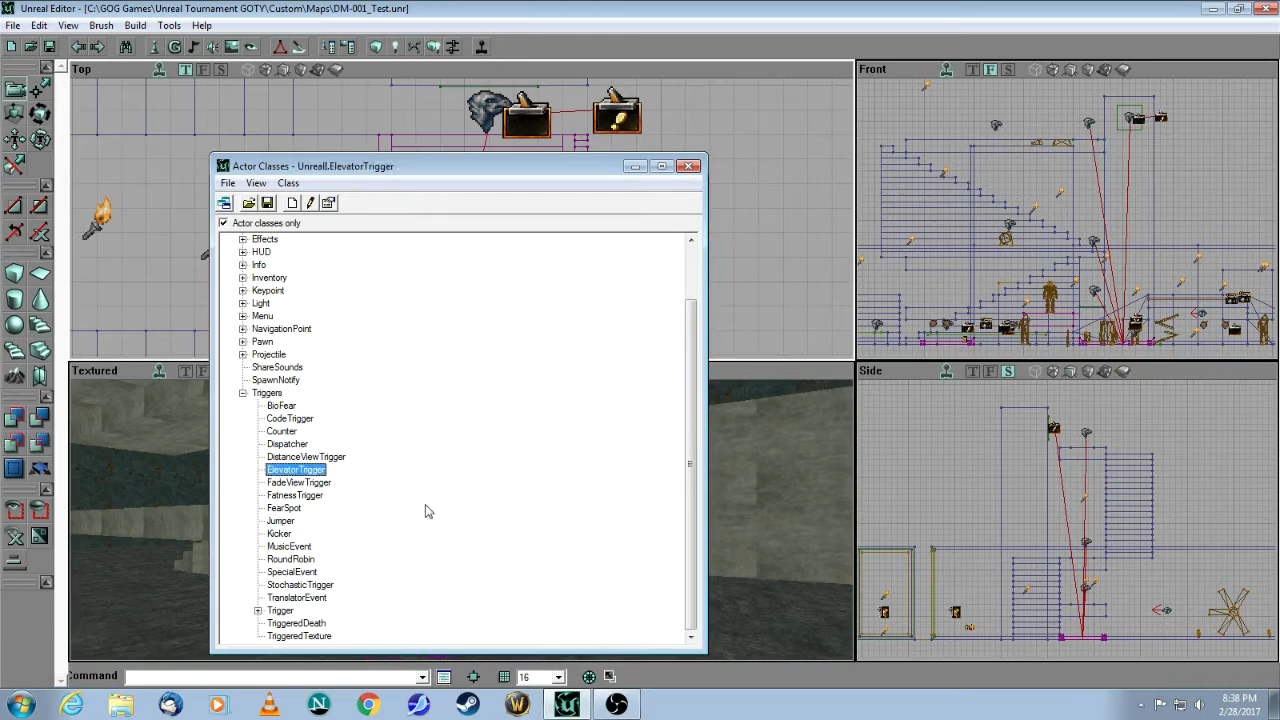 Unreal Editor - [C:\GOG Games\Unreal Tournament GOTY\Custom\Maps\DM-001_Test.unr]
File Edit View Brush Build Tools Help
Top
T F S
Front
T F S
Actor Classes - UnrealI.ElevatorTrigger
File View Class
Actor classes only
Effects
HUD
Info
Inventory
Keypoint
Light
Menu
NavigationPoint
Pawn
Projectile
ShareSounds
SpawnNotify
Triggers
BioFear
CodeTrigger
Counter
Dispatcher
DistanceViewTrigger
ElevatorTrigger
FadeViewTrigger
FatnessTrigger
FearSpot
Jumper
Kicker
MusicEvent
RoundRobin
SpecialEvent
StochasticTrigger
TranslatorEvent
Trigger
TriggeredDeath
TriggeredTexture
Textured
T F
Side
T F S
Command
16
8:38 PM
2/28/2017